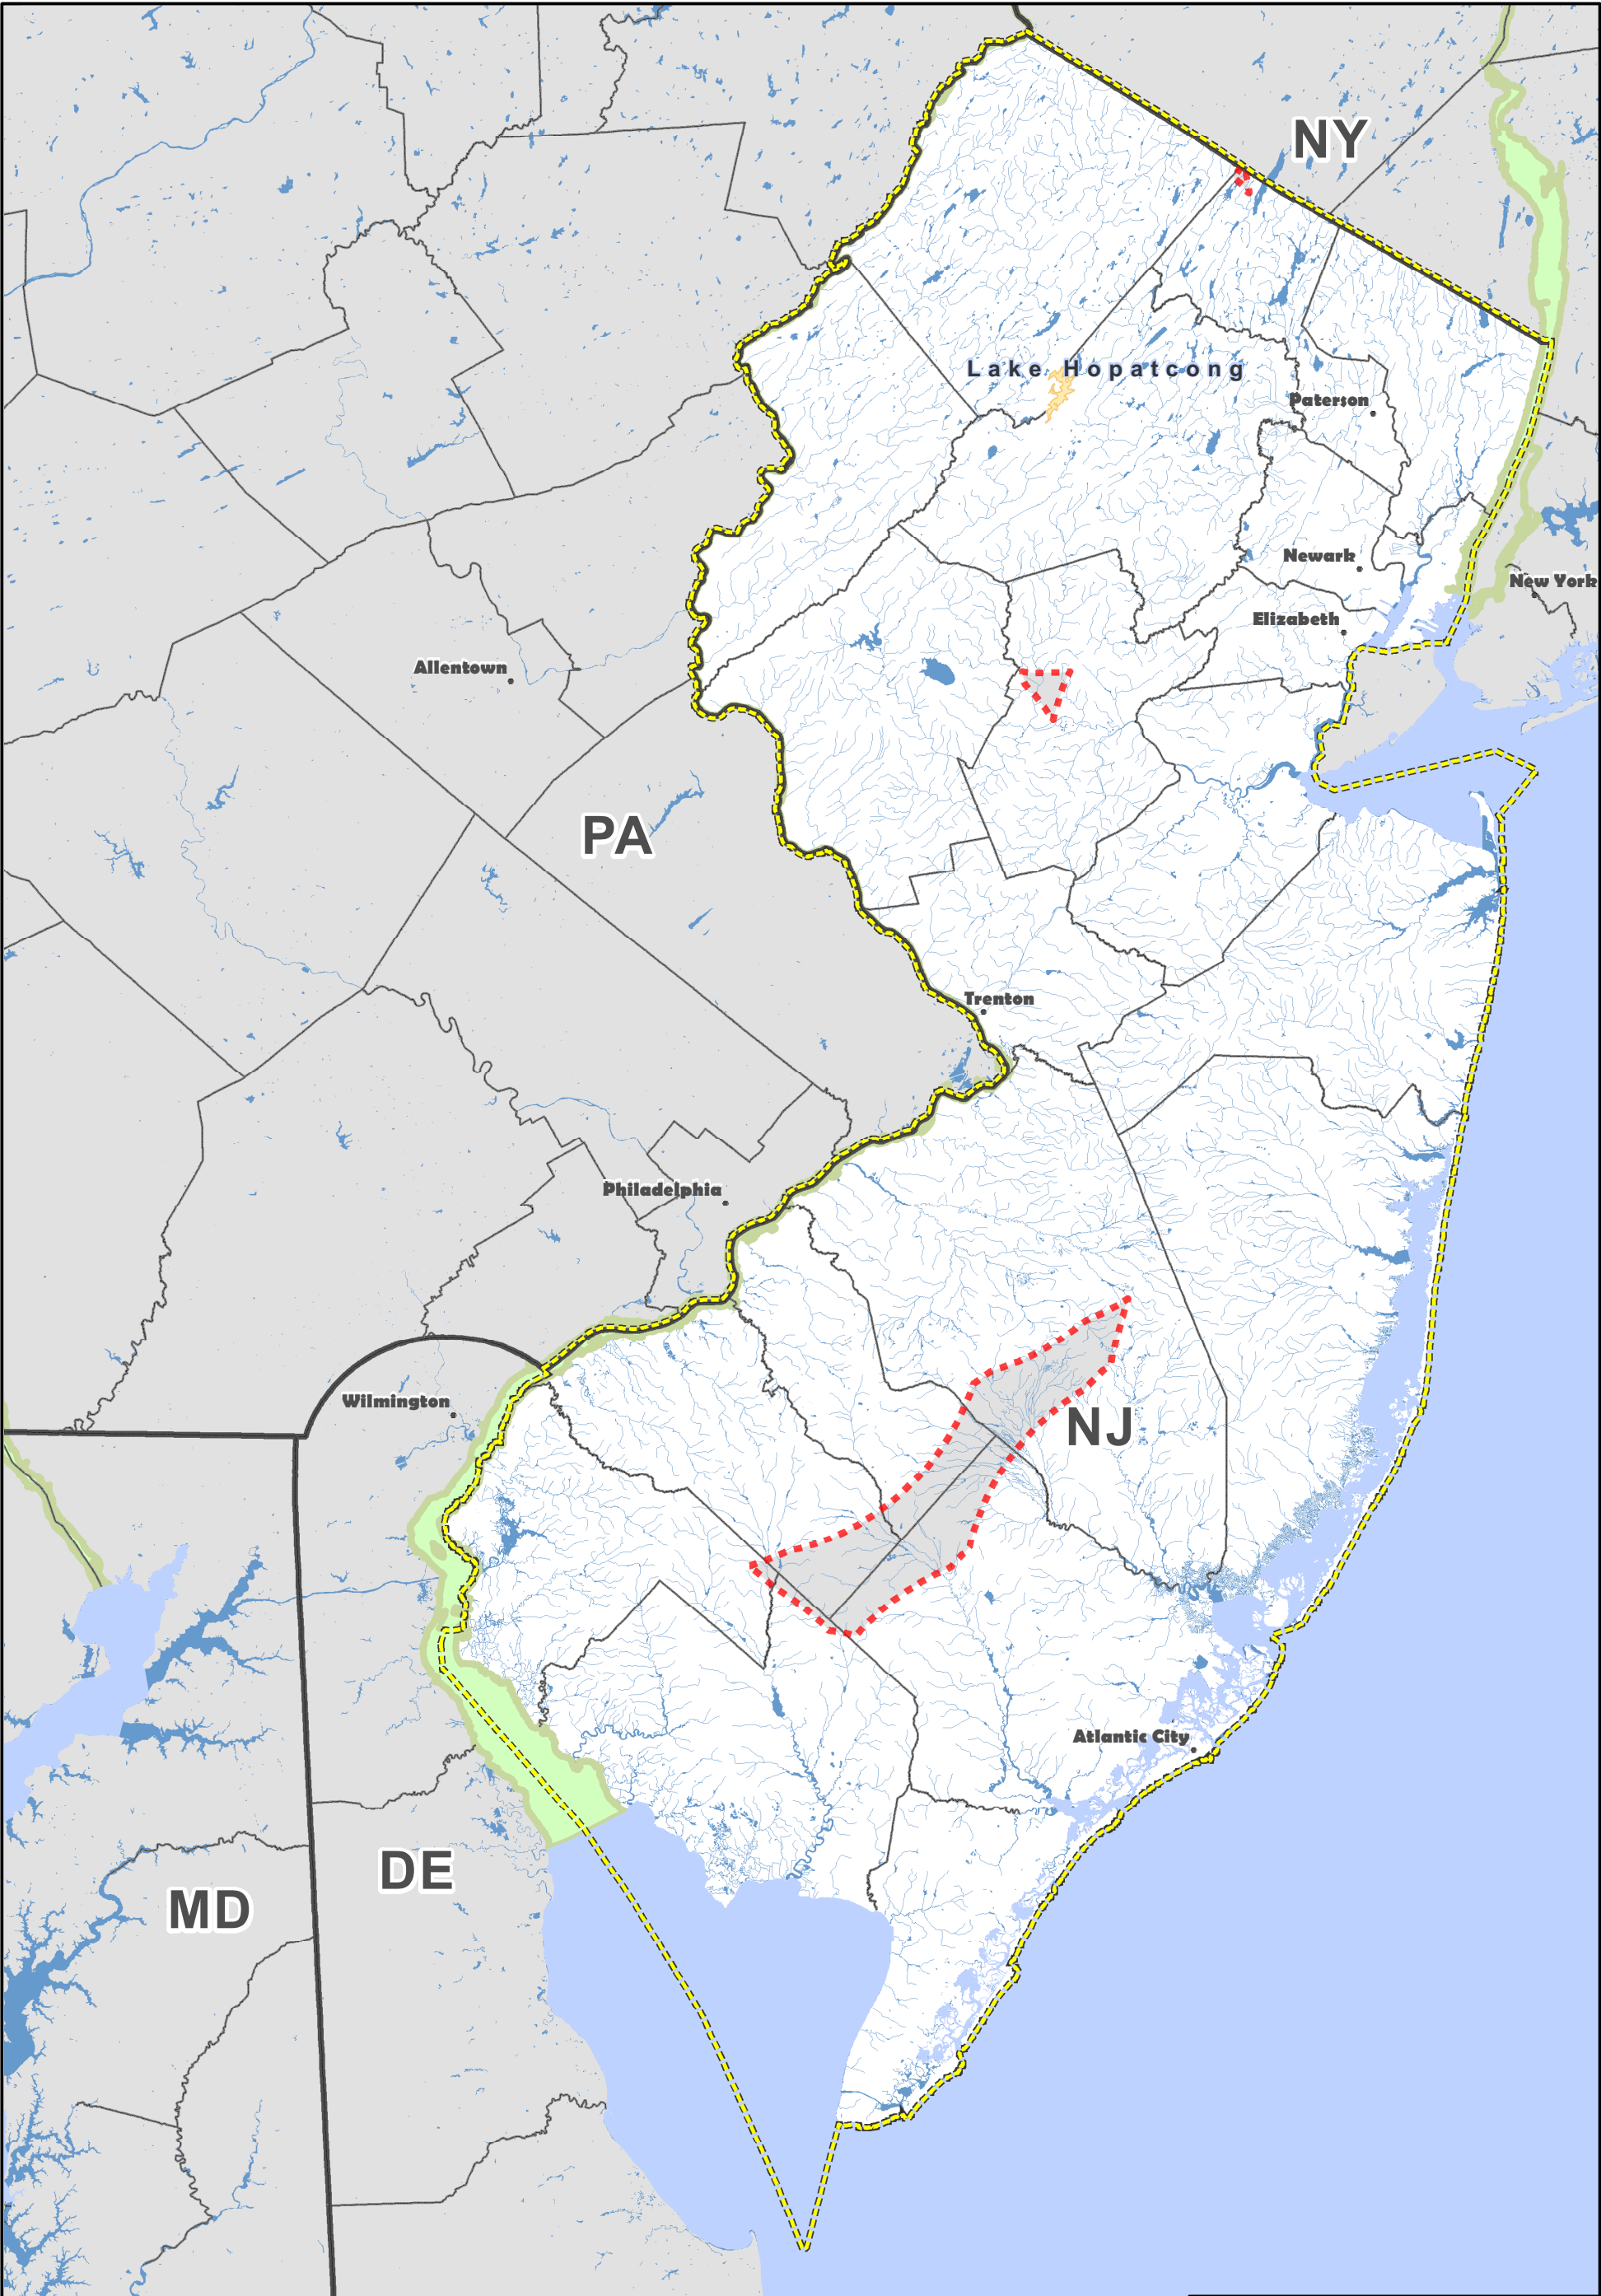 NY
Lake Hopatcong
Paterson
Newark
New York
Elizabeth
Allentown
PA
Trenton
Philadelphia
Wilmington
NJ
Atlantic City
DE
MD